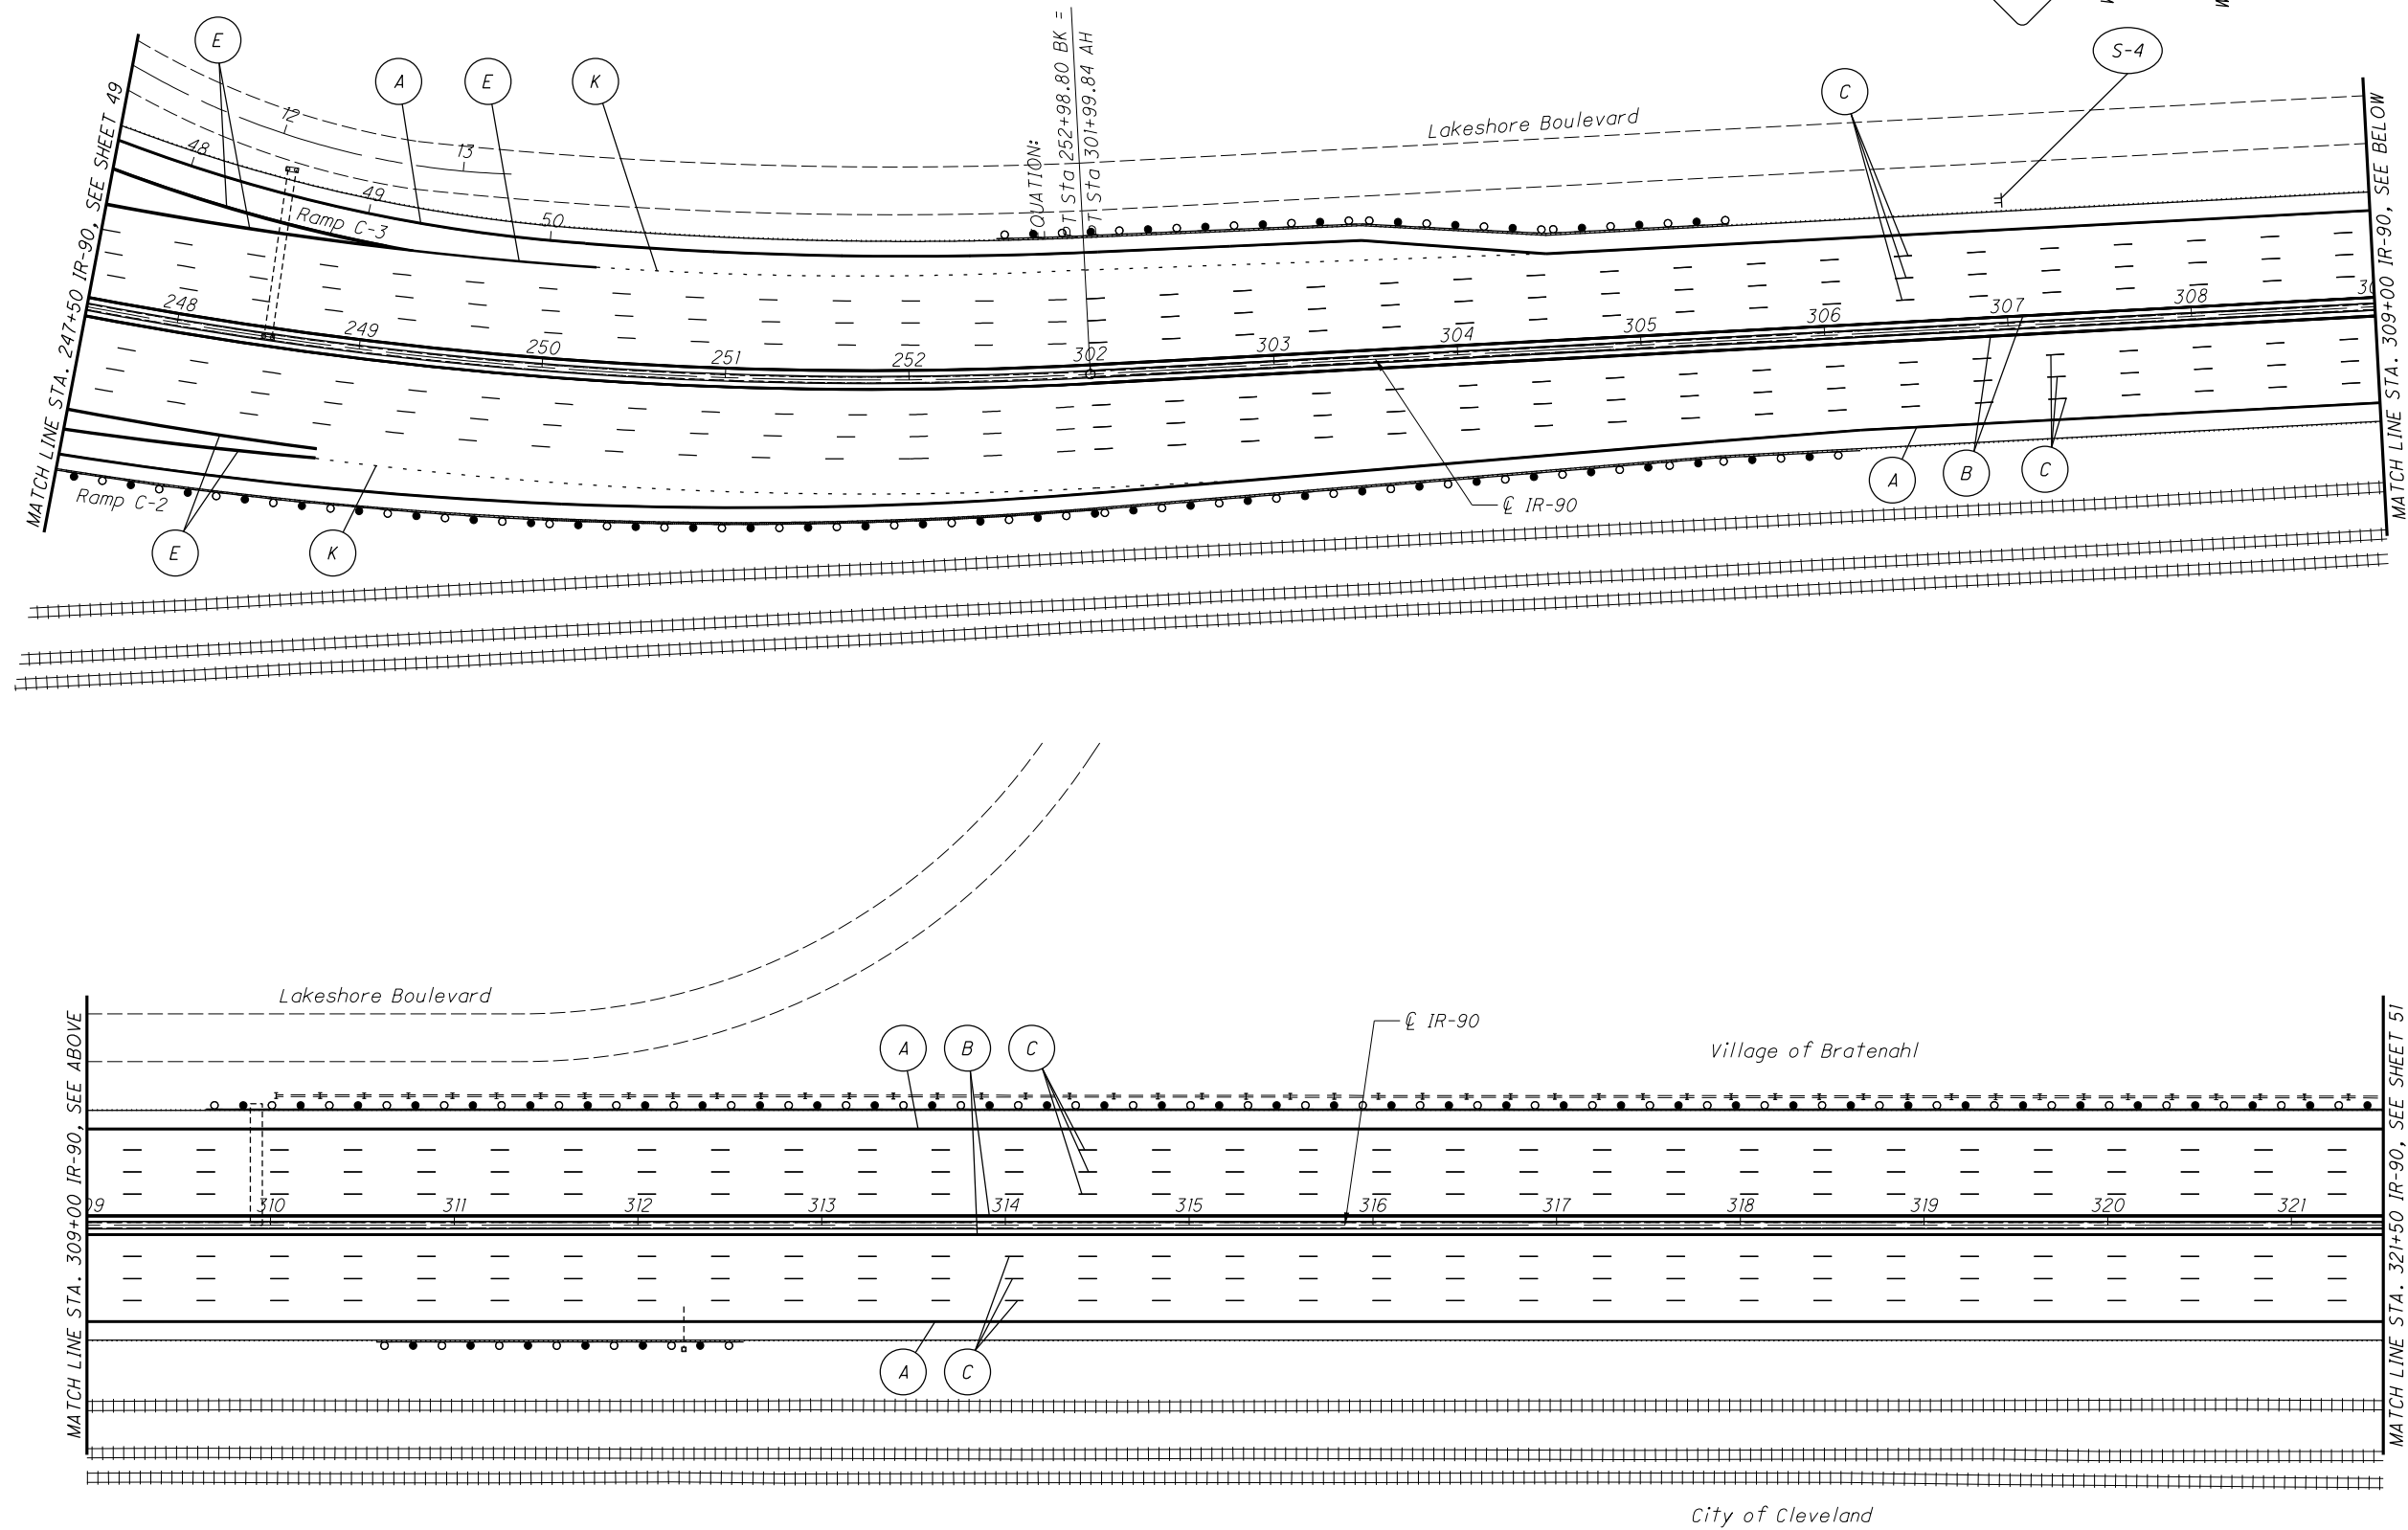 E
A
E
K
S-4
C
EQUATION:
Sta 252+98.80 BK =
Sta 301+99.84 AH
Lakeshore Boulevard
MATCH LINE STA. 247+50 IR-90, SEE SHEET 49
MATCH LINE STA. 309+00 IR-90, SEE BELOW
12
13
48
49
50
Ramp C-3
248
249
250
251
252
302
303
304
305
306
307
308
Ramp C-2
E
K
℄ IR-90
A
B
C
Lakeshore Boulevard
A
B
C
℄ IR-90
Village of Bratenahl
MATCH LINE STA. 309+00 IR-90, SEE ABOVE
MATCH LINE STA. 321+50 IR-90, SEE SHEET 51
09
310
311
312
313
314
315
316
317
318
319
320
321
A
C
City of Cleveland